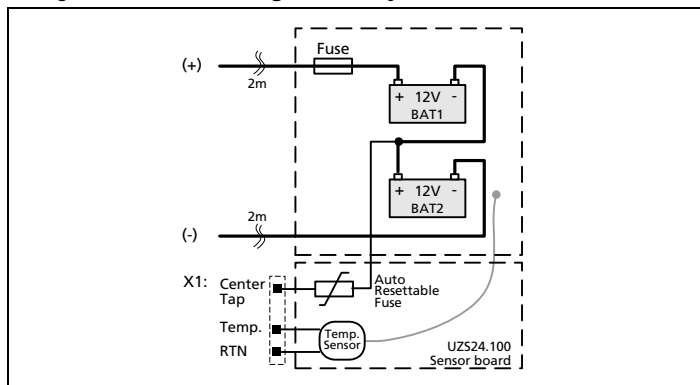 Fuse
(+)
2m
+ 12V -
BAT1
+ 12V -
BAT2
2m
(-)
X1: Center
Tap
Auto
Resettable
Fuse
Temp.
Temp.
Sensor
RTN
UZS24.100
Sensor board